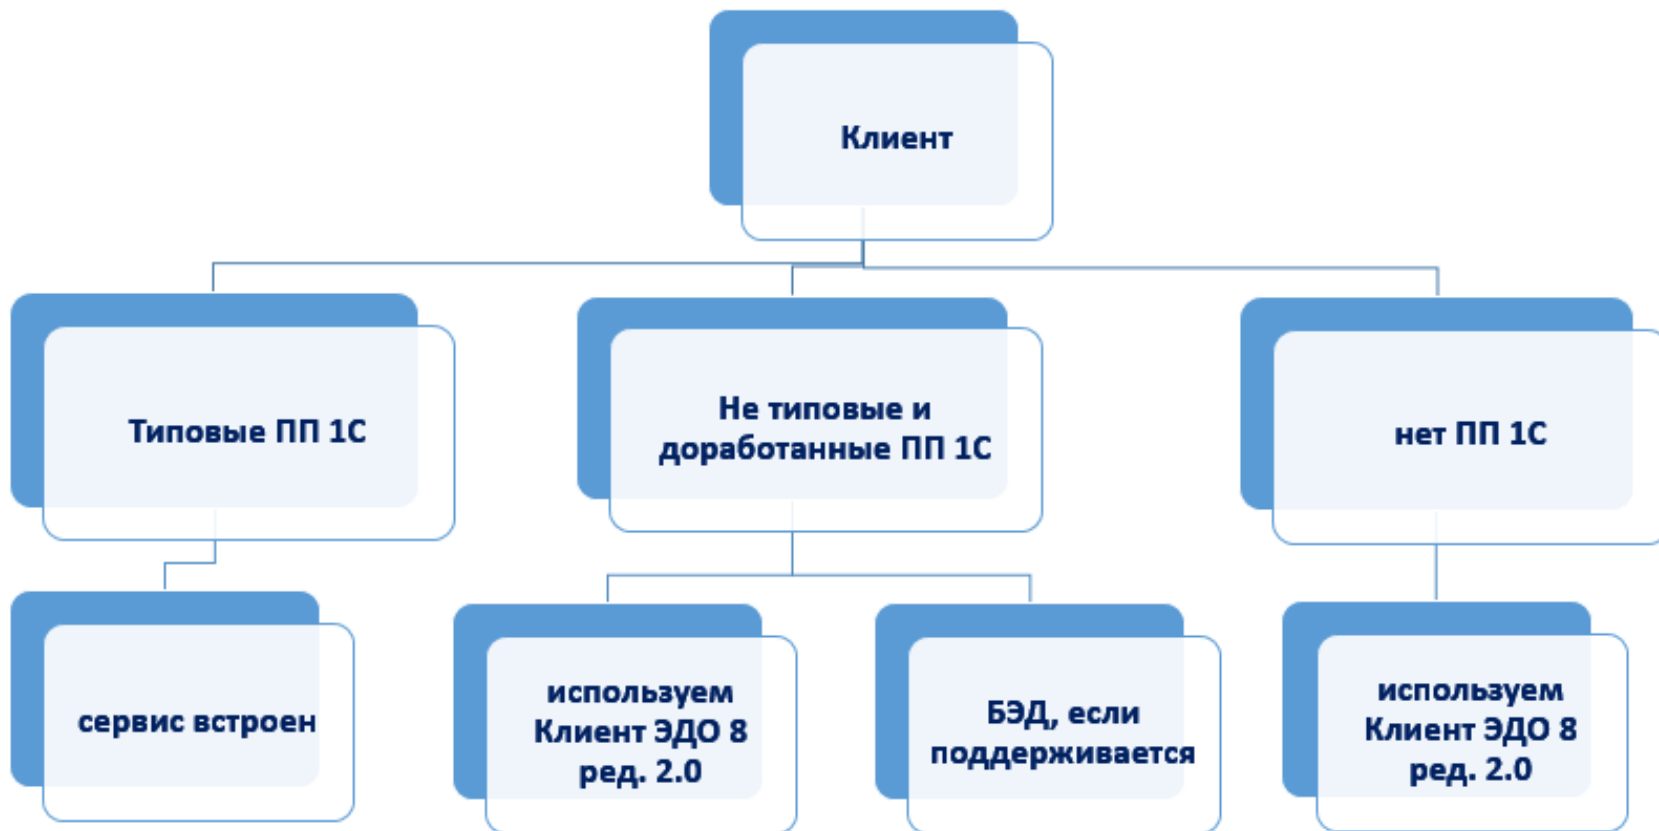 Клиент
Типовые ПП 1С
Не типовые и
доработанные ПП 1С
нет ПП 1С
сервис встроен
используем
Клиент ЭДО 8
ред. 2.0
БЭД, если
поддерживается
используем
Клиент ЭДО 8
ред. 2.0